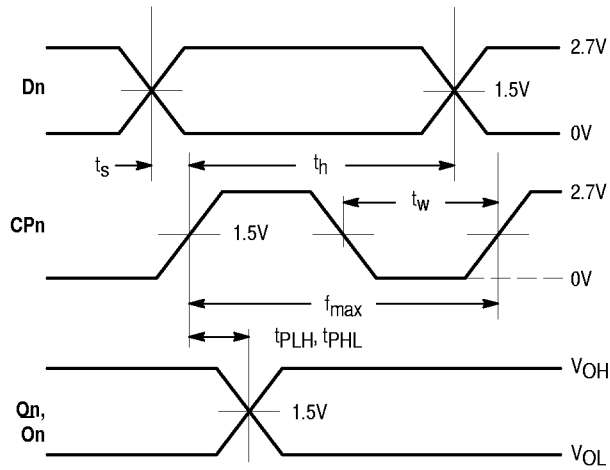 2.7V
Dn
1.5V
0V
ts
th
2.7V
tw
CPn
1.5V
0V
fmax
tPLH, tPHL
VOH
Qn,
On
1.5V
VOL